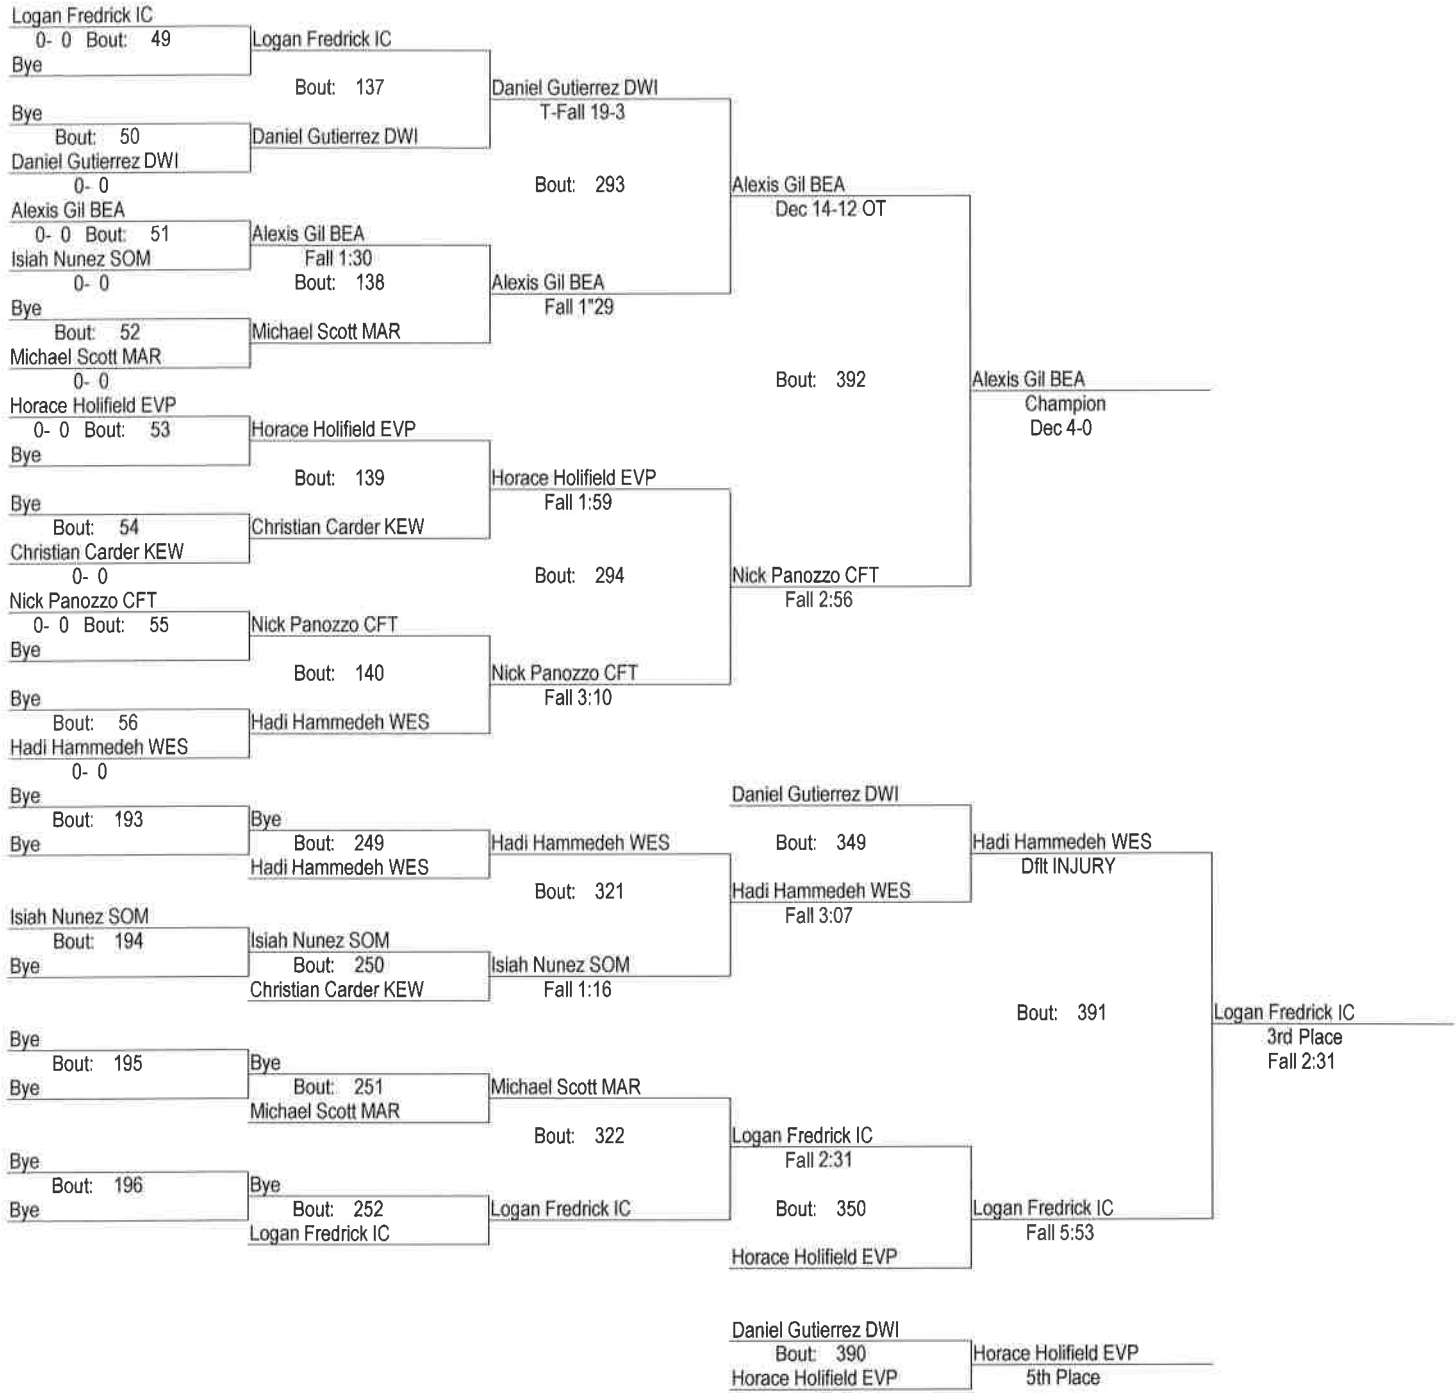 Logan Fredrick IC
0- 0 Bout: 49
Bye
Logan Fredrick IC
Bout: 137
Bye
Bout: 50
Daniel Gutierrez DWI
0- 0
Daniel Gutierrez DWI
Daniel Gutierrez DWI
T-Fall 19-3
Bout: 293
Alexis Gil BEA
0- 0 Bout: 51
Isiah Nunez SOM
0- 0
Alexis Gil BEA
Fall 1:30
Bout: 138
Bye
Bout: 52
Michael Scott MAR
0- 0
Michael Scott MAR
Alexis Gil BEA
Fall 1"29
Alexis Gil BEA
Dec 14-12 OT
Bout: 392
Horace Holifield EVP
0- 0 Bout: 53
Bye
Horace Holifield EVP
Bout: 139
Bye
Bout: 54
Christian Carder KEW
0- 0
Christian Carder KEW
Horace Holifield EVP
Fall 1:59
Bout: 294
Nick Panozzo CFT
0- 0 Bout: 55
Bye
Nick Panozzo CFT
Bout: 140
Bye
Bout: 56
Hadi Hammedeh WES
0- 0
Hadi Hammedeh WES
Nick Panozzo CFT
Fall 3:10
Nick Panozzo CFT
Fall 2:56
Alexis Gil BEA
Champion
Dec 4-0
Bye
Bout: 193
Bye
Bye
Bout: 249
Hadi Hammedeh WES
Hadi Hammedeh WES
Bout: 321
Isiah Nunez SOM
Bout: 194
Bye
Isiah Nunez SOM
Bout: 250
Christian Carder KEW
Isiah Nunez SOM
Fall 1:16
Daniel Gutierrez DWI
Bout: 349
Hadi Hammedeh WES
Fall 3:07
Hadi Hammedeh WES
Dflt INJURY
Bout: 391
Bye
Bout: 195
Bye
Bye
Bout: 251
Michael Scott MAR
Michael Scott MAR
Bout: 322
Bye
Bout: 196
Bye
Bye
Bout: 252
Logan Fredrick IC
Logan Fredrick IC
Logan Fredrick IC
Fall 2:31
Bout: 350
Horace Holifield EVP
Logan Fredrick IC
Fall 5:53
Logan Fredrick IC
3rd Place
Fall 2:31
Daniel Gutierrez DWI
Bout: 390
Horace Holifield EVP
Horace Holifield EVP
5th Place